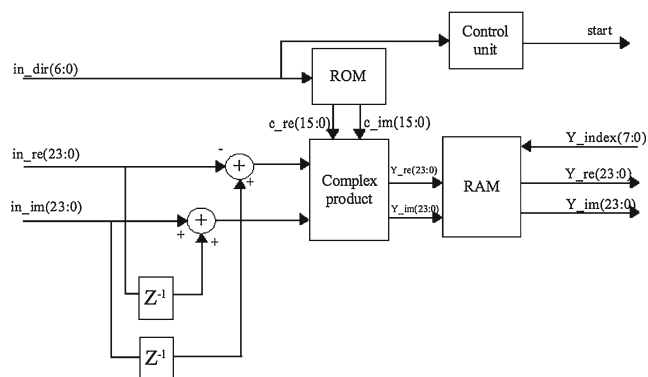 Control
unit
start
in_dir(6:0)
ROM
c_re(15:0) c_im(15:0)
Y_index(7:0)
in_re(23:0)
-
+
+
Complex
product
Y_re(23:0)
RAM
Y_re(23:0)
in_im(23:0)
+
+
+
Y_im(23:0)
Y_im(23:0)
Z-1
Z-1